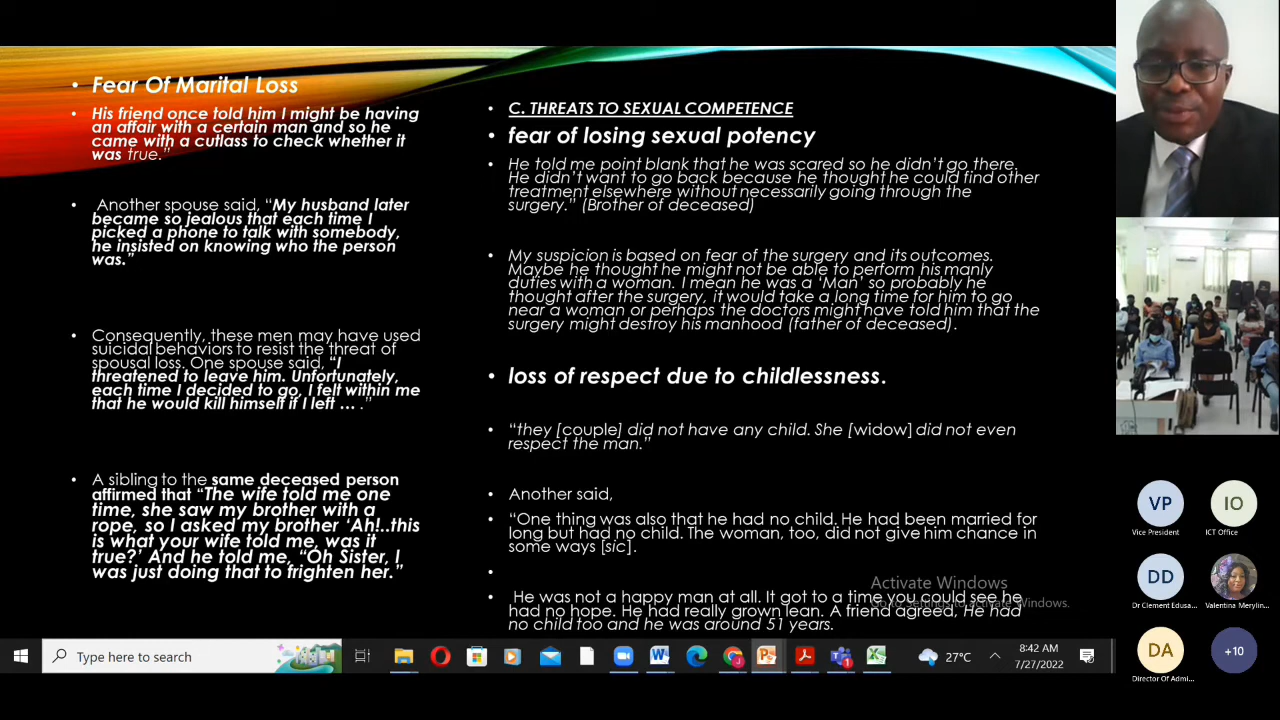 • Fear Of Marital Loss
• His friend once told him I might be having
an affair with a certain man and so he
came with a cutlass to check whether it
was true.”
• Another spouse said, “My husband later
became so jealous that each time I
picked a phone to talk with somebody,
he insisted on knowing who the person
was.”
• Consequently, these men may have used
suicidal behaviors to resist the threat of
spousal loss. One spouse said, “I
threatened to leave him. Unfortunately,
each time I decided to go, I felt within me
that he would kill himself if I left … .”
• A sibling to the same deceased person
affirmed that “The wife told me one
time, she saw my brother with a
rope, so I asked my brother ‘Ah!..this
is what your wife told me, was it
true?’ And he told me, “Oh Sister, I
was just doing that to frighten her.”
• C. THREATS TO SEXUAL COMPETENCE
• fear of losing sexual potency
• He told me point blank that he was scared so he didn’t go there.
He didn’t want to go back because he thought he could find other
treatment elsewhere without necessarily going through the
surgery.” (Brother of deceased)
• My suspicion is based on fear of the surgery and its outcomes.
Maybe he thought he might not be able to perform his manly
duties with a woman. I mean he was a ‘Man’ so probably he
thought after the surgery, it would take a long time for him to go
near a woman or perhaps the doctors might have told him that the
surgery might destroy his manhood (father of deceased).
• loss of respect due to childlessness.
• “they [couple] did not have any child. She [widow] did not even
respect the man.”
• Another said,
• “One thing was also that he had no child. He had been married for
long but had no child. The woman, too, did not give him chance in
some ways [sic].
•
• He was not a happy man at all. It got to a time you could see he
had no hope. He had really grown lean. A friend agreed, He had
no child too and he was around 51 years.
Activate Windows
Go to Settings to activate Windows.
VP
Vice President
IO
ICT Office
DD
Dr Clement Edusa...
Valentina Merylin...
DA
Director Of Admi...
+10
Type here to search
27°C
8:42 AM
7/27/2022